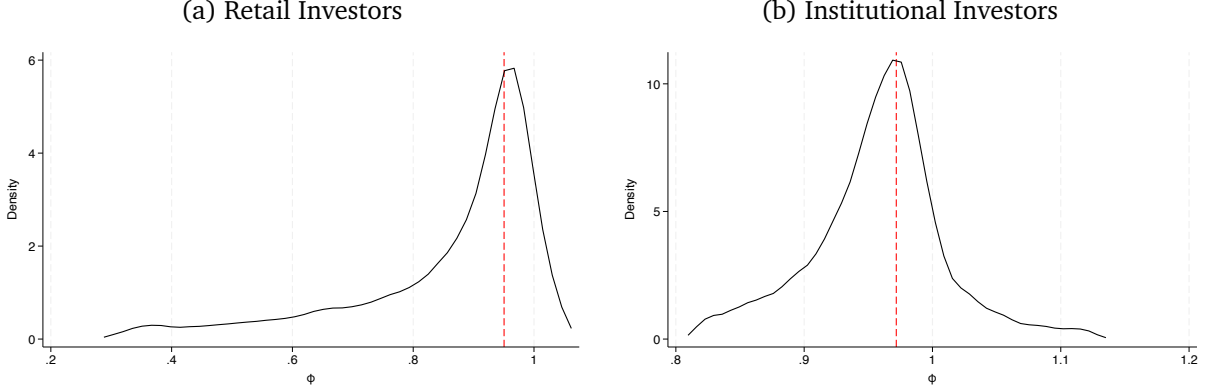 (a) Retail Investors
6
4
2
0
Density
.2 .4 .6 .8 1
ϕ
(b) Institutional Investors
10
5
0
Density
.8 .9 1 1.1 1.2
ϕ